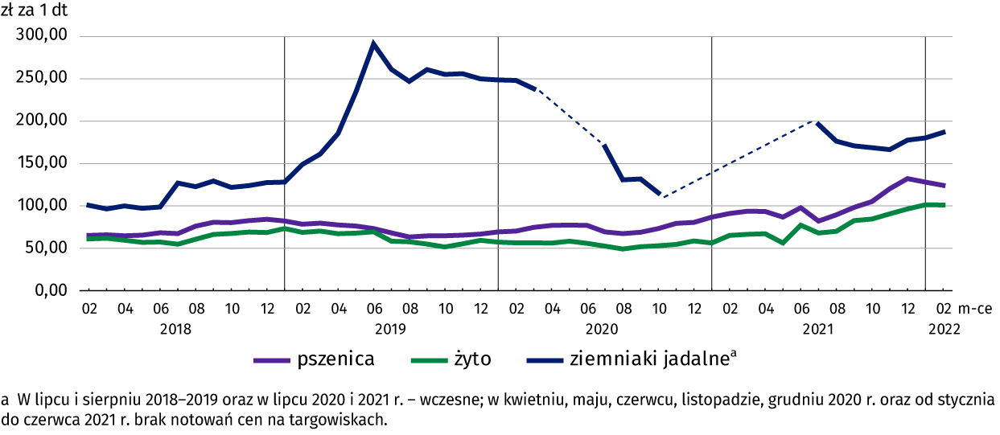 zł za 1 dt
300,00
250,00
200,00
150,00
100,00
50,00
0,00
02 04 06 08 10 12 02 04 06 08 10 12 02 04 06 08 10 12 02 04 06 08 10 12 02 m-ce
2018 2019 2020 2021 2022
pszenica żyto ziemniaki jadalneᵃ
a W lipcu i sierpniu 2018–2019 oraz w lipcu 2020 i 2021 r. – wczesne; w kwietniu, maju, czerwcu, listopadzie, grudniu 2020 r. oraz od stycznia
do czerwca 2021 r. brak notowań cen na targowiskach.